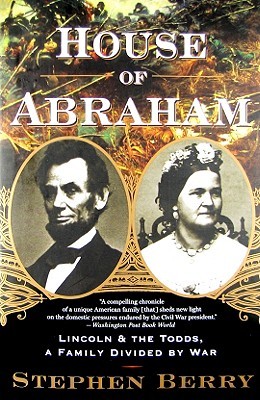 HOUSE
OF
ABRAHAM
"A compelling chronicle
of a unique American family [that] sheds new light
on the domestic pressures endured by the Civil War
president." —Washington Post Book World
LINCOLN & THE TODDS,
A FAMILY DIVIDED BY WAR
STEPHEN BERRY